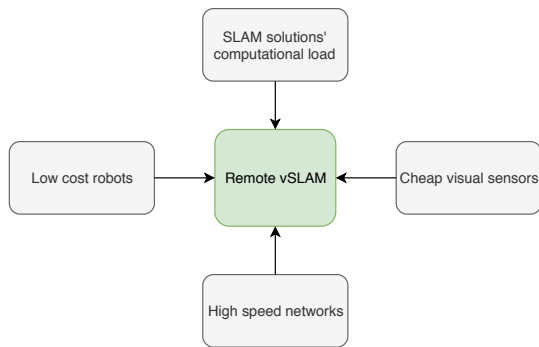 SLAM solutions'
computational load
Low cost robots
Remote vSLAM
Cheap visual sensors
High speed networks